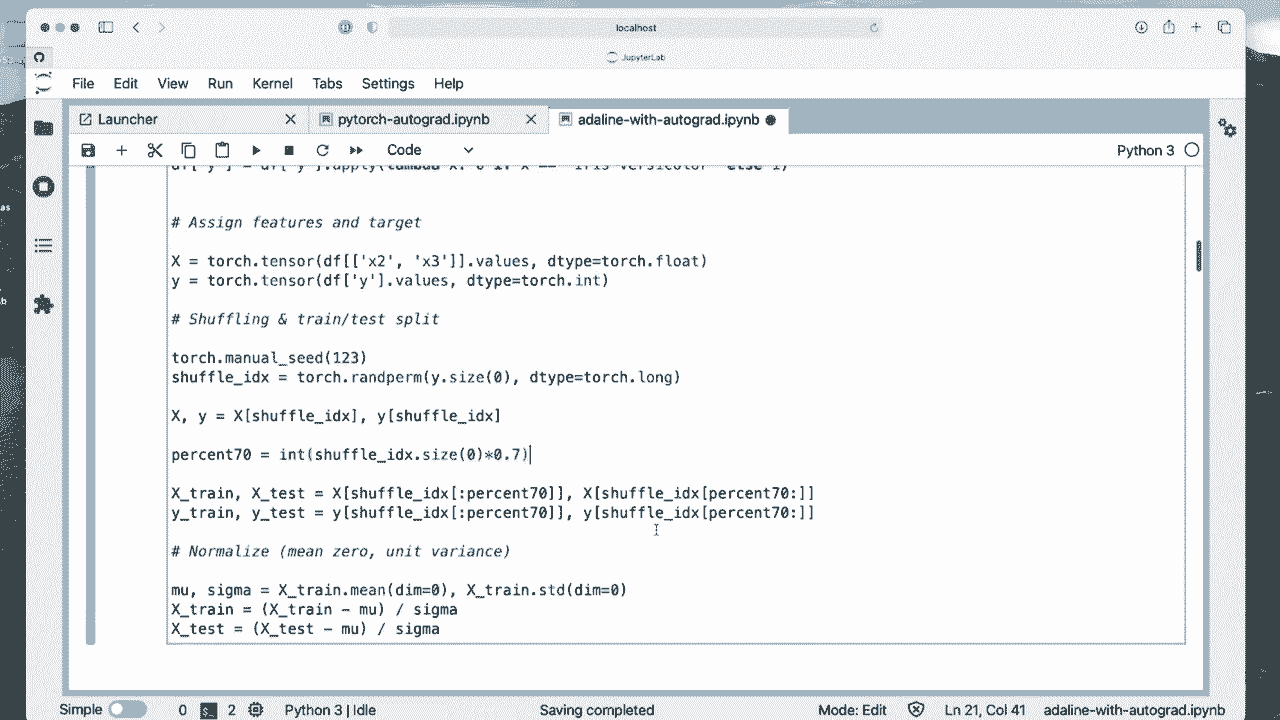 localhost
JupyterLab
File Edit View Run Kernel Tabs Settings Help
Launcher pytorch-autograd.ipynb adaline-with-autograd.ipynb
Code Python 3
# Assign features and target
X = torch.tensor(df[['x2', 'x3']].values, dtype=torch.float)
y = torch.tensor(df['y'].values, dtype=torch.int)
# Shuffling & train/test split
torch.manual_seed(123)
shuffle_idx = torch.randperm(y.size(0), dtype=torch.long)
X, y = X[shuffle_idx], y[shuffle_idx]
percent70 = int(shuffle_idx.size(0)*0.7)
X_train, X_test = X[shuffle_idx[:percent70]], X[shuffle_idx[percent70:]]
y_train, y_test = y[shuffle_idx[:percent70]], y[shuffle_idx[percent70:]]
# Normalize (mean zero, unit variance)
mu, sigma = X_train.mean(dim=0), X_train.std(dim=0)
X_train = (X_train - mu) / sigma
X_test = (X_test - mu) / sigma
Simple 0 2 Python 3 | Idle Saving completed Mode: Edit Ln 21, Col 41 adaline-with-autograd.ipynb